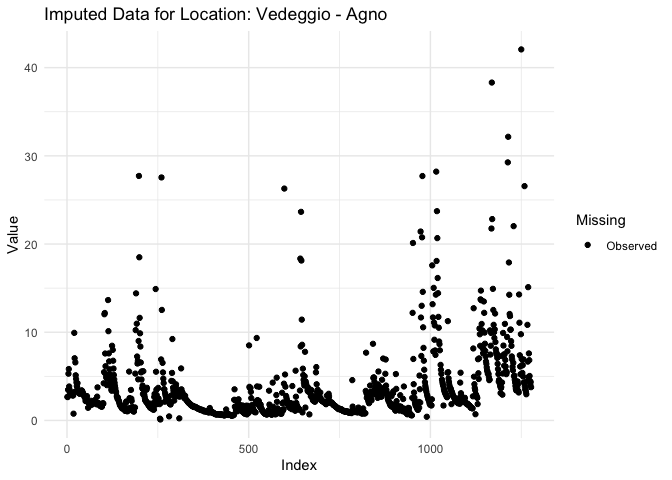 Imputed Data for Location: Vedeggio - Agno
40
30
20
10
0
Value
0 500 1000
Index
Missing
Observed